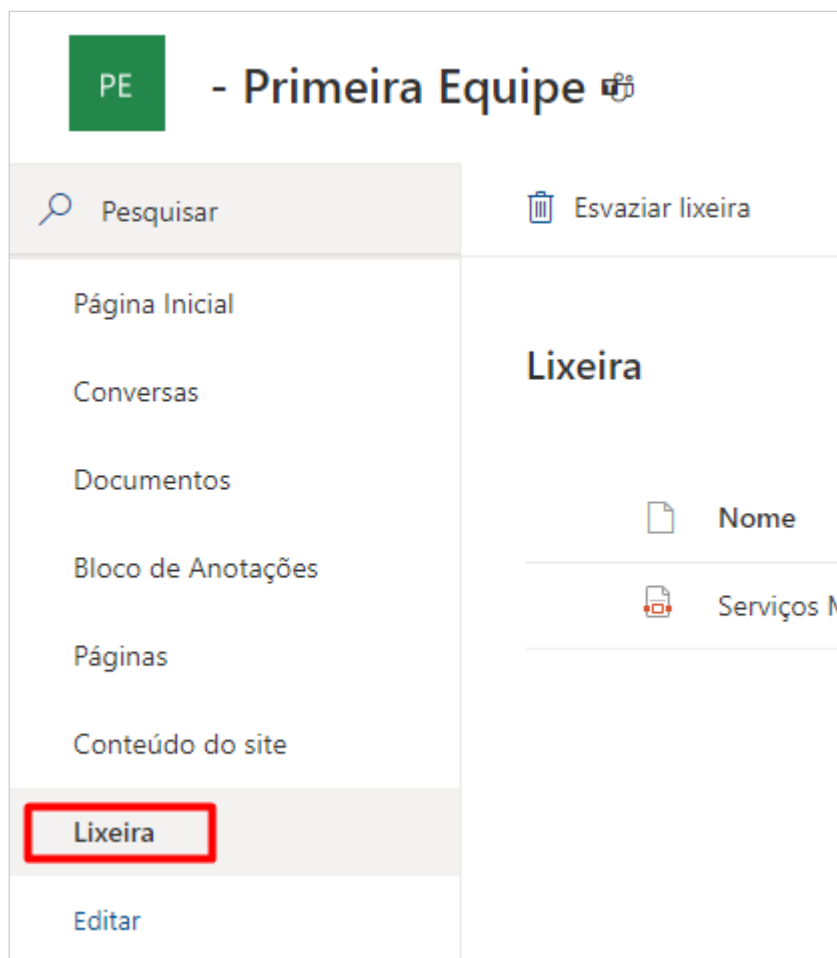 PE
- Primeira Equipe
Pesquisar
Esvaziar lixeira
Página Inicial
Conversas
Documentos
Bloco de Anotações
Páginas
Conteúdo do site
Lixeira
Editar
Lixeira
Nome
Serviços